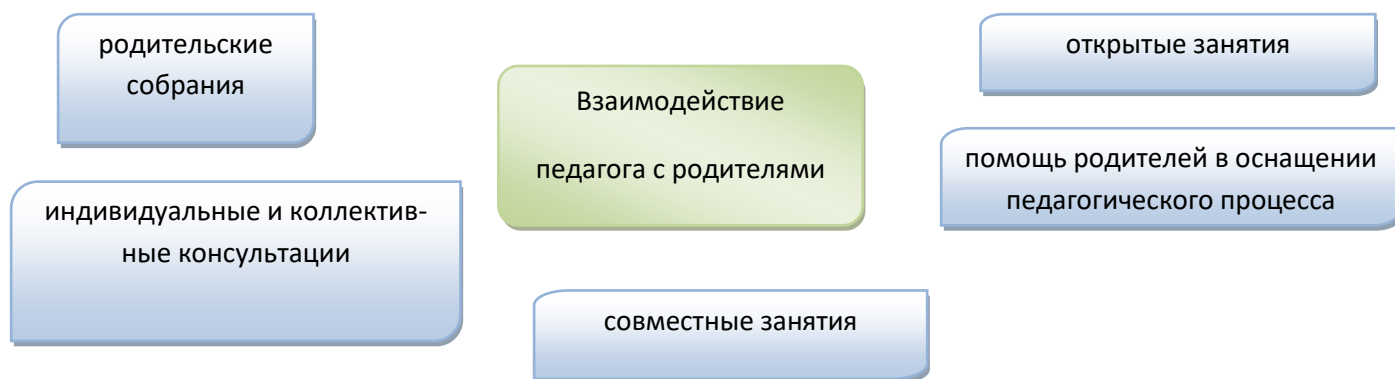 родительские
собрания
Взаимодействие
педагога с родителями
открытые занятия
помощь родителей в оснащении
педагогического процесса
индивидуальные и коллектив-
ные консультации
совместные занятия